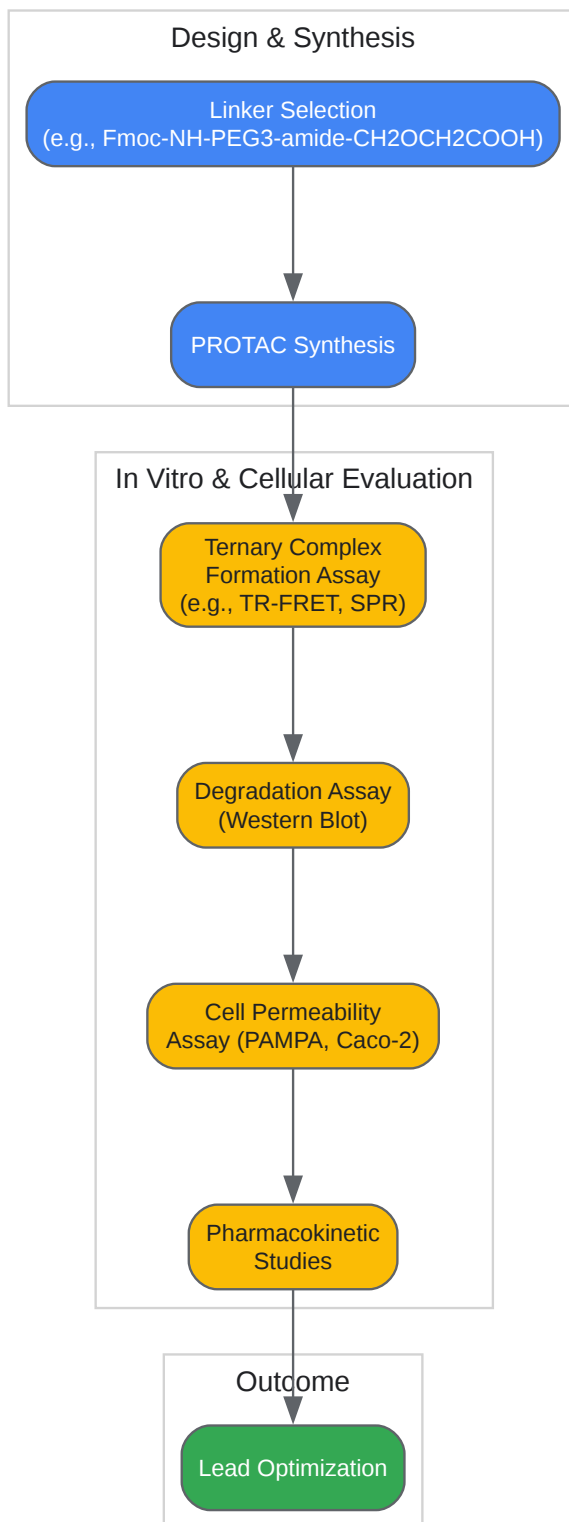 Design & Synthesis
Linker Selection
(e.g., Fmoc-NH-PEG3-amide-CH2OCH2COOH)
PROTAC Synthesis
In Vitro & Cellular Evaluation
Ternary Complex
Formation Assay
(e.g., TR-FRET, SPR)
Degradation Assay
(Western Blot)
Cell Permeability
Assay (PAMPA, Caco-2)
Pharmacokinetic
Studies
Outcome
Lead Optimization